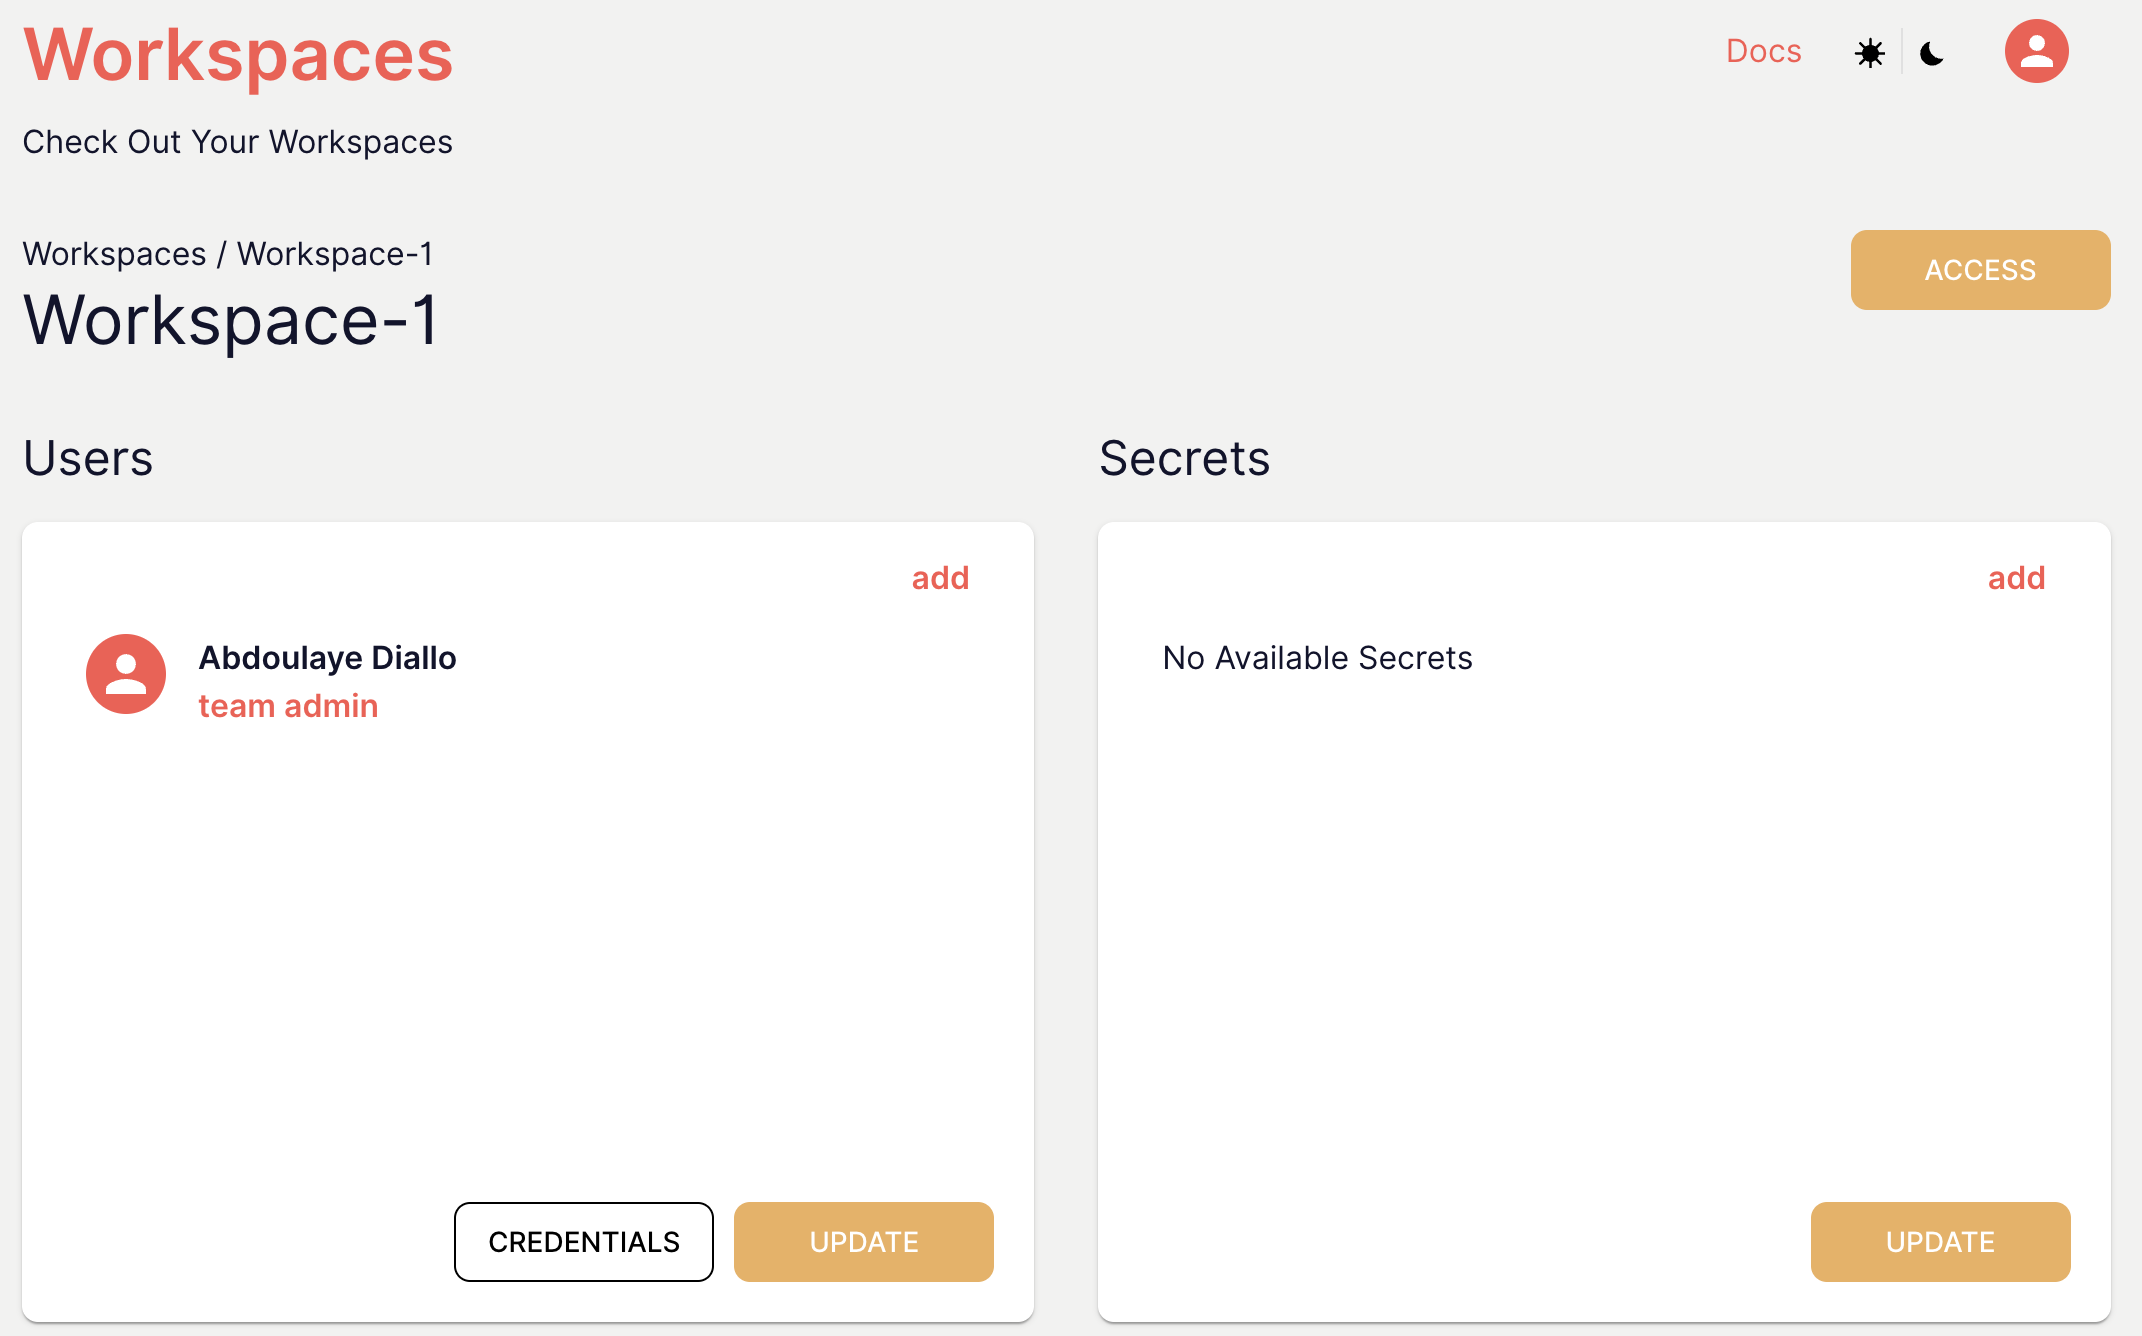 Workspaces
Docs
Check Out Your Workspaces
Workspaces / Workspace-1
ACCESS
Workspace-1
Users
add
Abdoulaye Diallo
team admin
CREDENTIALS
UPDATE
Secrets
add
No Available Secrets
UPDATE